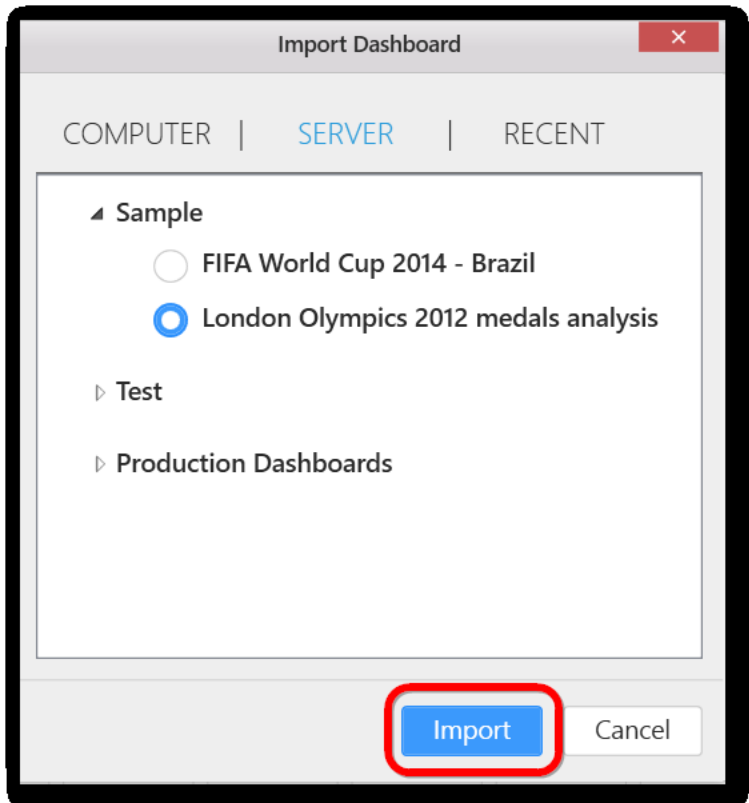 Import Dashboard
COMPUTER | SERVER | RECENT
Sample
FIFA World Cup 2014 - Brazil
London Olympics 2012 medals analysis
Test
Production Dashboards
Import Cancel